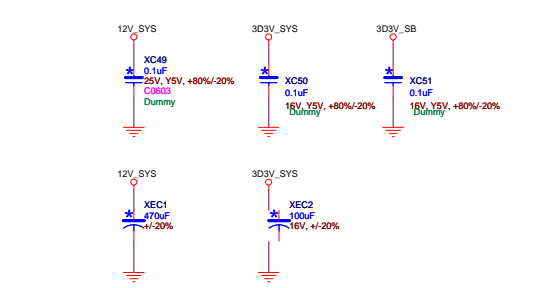 12V_SYS
3D3V_SYS
3D3V_SB
*
XC49
0.1uF
25V, Y5V, +80%/-20%
C0603
Dummy
*
XC50
0.1uF
16V, Y5V, +80%/-20%
Dummy
*
XC51
0.1uF
16V, Y5V, +80%/-20%
Dummy
12V_SYS
3D3V_SYS
*
XEC1
470uF
+/-20%
*
XEC2
100uF
16V, +/-20%